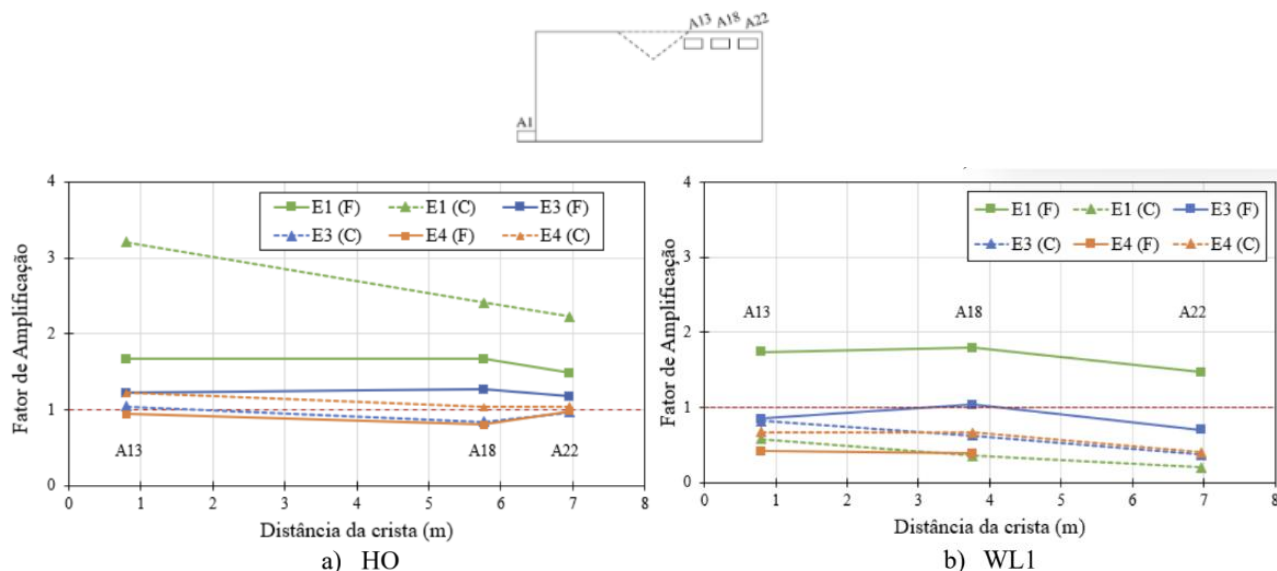 A13 A18 A22
A1
4
3
2
1
0
Fator de Amplificação
E1 (F) E1 (C) E3 (F)
E3 (C) E4 (F) E4 (C)
A13 A18 A22
0 1 2 3 4 5 6 7 8
Distância da crista (m)
a) HO
4
3
2
1
0
Fator de Amplificação
E1 (F) E1 (C) E3 (F)
E3 (C) E4 (F) E4 (C)
A13 A18 A22
0 1 2 3 4 5 6 7 8
Distância da crista (m)
b) WL1